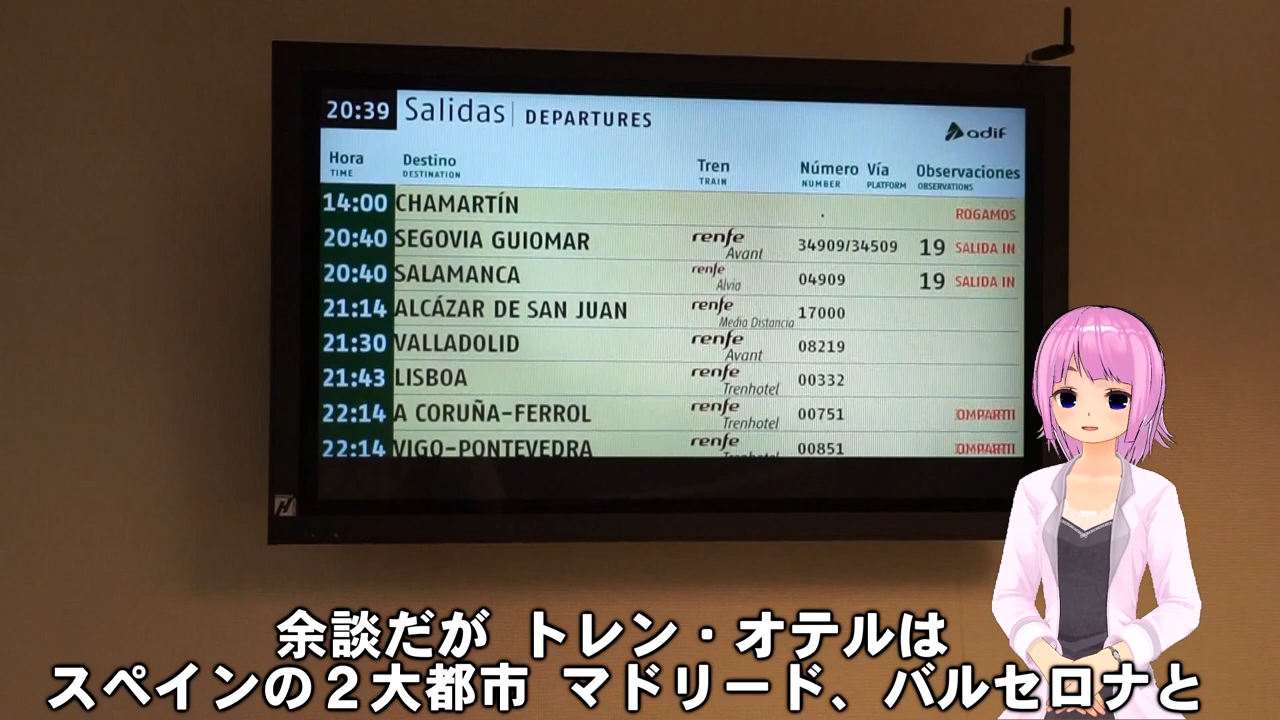 20:39 Salidas DEPARTURES
adif
Hora Destino Tren Número Vía Observaciones
TIME DESTINATION TRAIN NUMBER PLATFORM OBSERVATIONS
14:00 CHAMARTÍN ROGAMOS
20:40 SEGOVIA GUIOMAR renfe Avant 34909/34509 19 SALIDA IN
20:40 SALAMANCA renfe Alvia 04909 19 SALIDA IN
21:14 ALCÁZAR DE SAN JUAN renfe Media Distancia 17000
21:30 VALLADOLID renfe Avant 08219
21:43 LISBOA renfe Trenhotel 00332
22:14 A CORUÑA-FERROL renfe Trenhotel 00751 OMPARTI
22:14 VIGO-PONTEVEDRA renfe Trenhotel 00851 OMPARTI
余談だが トレン・オテルは
スペインの２大都市 マドリード、バルセロナと